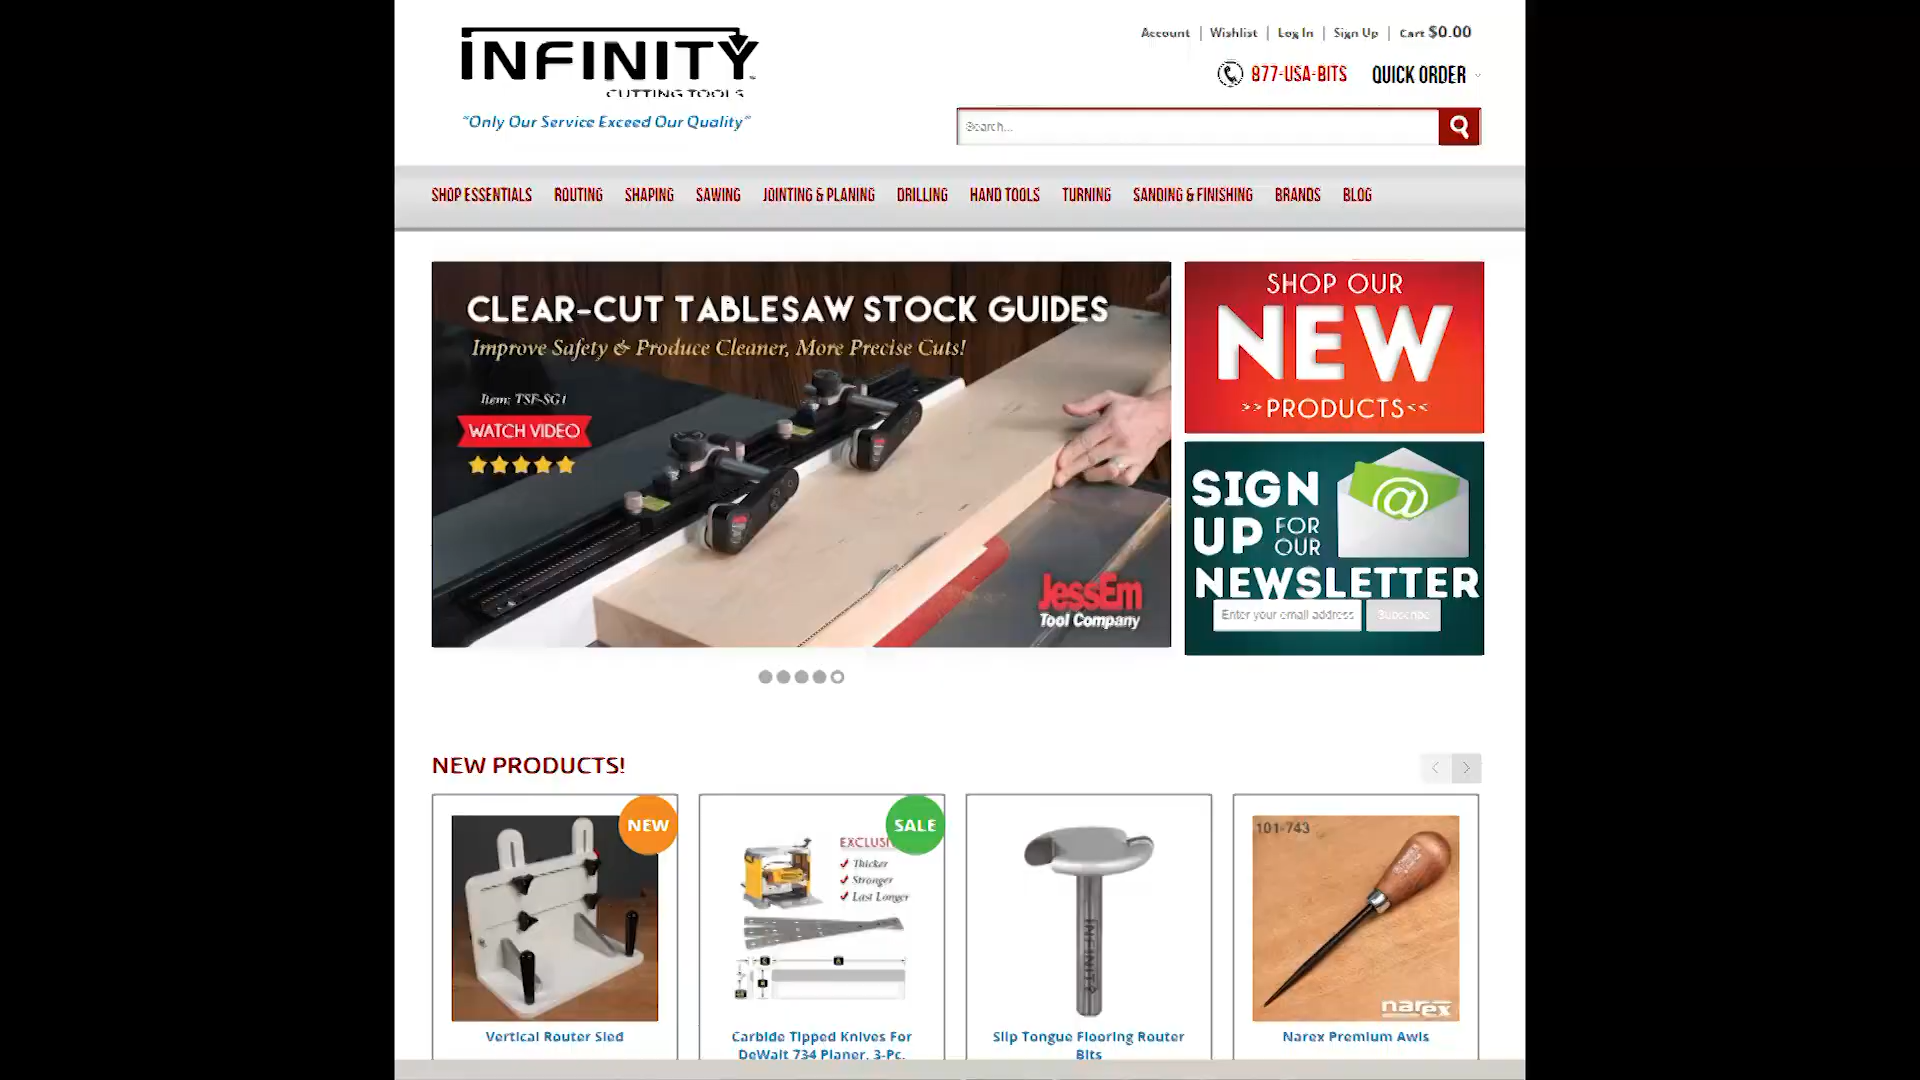 INFINITY
CUTTING TOOLS
"Only Our Service Exceed Our Quality"
Account | Wishlist | Log In | Sign Up | Cart $0.00
877-USA-BITS QUICK ORDER
Search...
SHOP ESSENTIALS ROUTING SHAPING SAWING JOINTING & PLANING DRILLING HAND TOOLS TURNING SANDING & FINISHING BRANDS BLOG
CLEAR-CUT TABLESAW STOCK GUIDES
Improve Safety & Produce Cleaner, More Precise Cuts!
Item: TSF-SG1
WATCH VIDEO
JessEm
Tool Company
SHOP OUR
NEW
>>PRODUCTS<<
SIGN
UP FOR OUR
NEWSLETTER
Enter your email address Subscribe
NEW PRODUCTS!
NEW
Vertical Router Sled
SALE
EXCLUSI
Thicker
Stronger
Last Longer
Carbide Tipped Knives For
DeWalt 734 Planer, 3-Pc.
INFINITY
Slip Tongue Flooring Router
Bits
101-743
narex
Narex Premium Awls